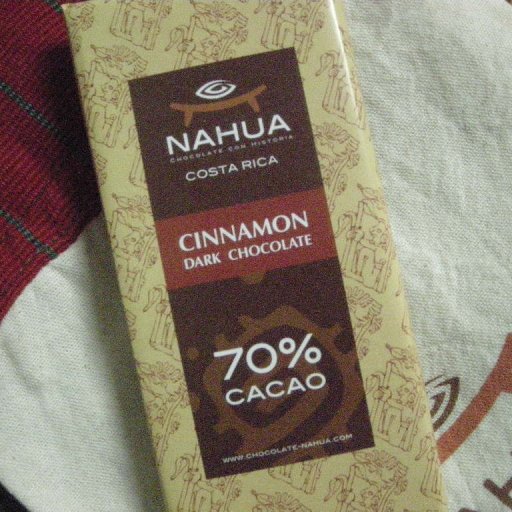 NAHUA
CHOCOLATE CON HISTORIA
COSTA RICA
CINNAMON
DARK CHOCOLATE
70%
CACAO
WWW.CHOCOLATE-NAHUA.COM